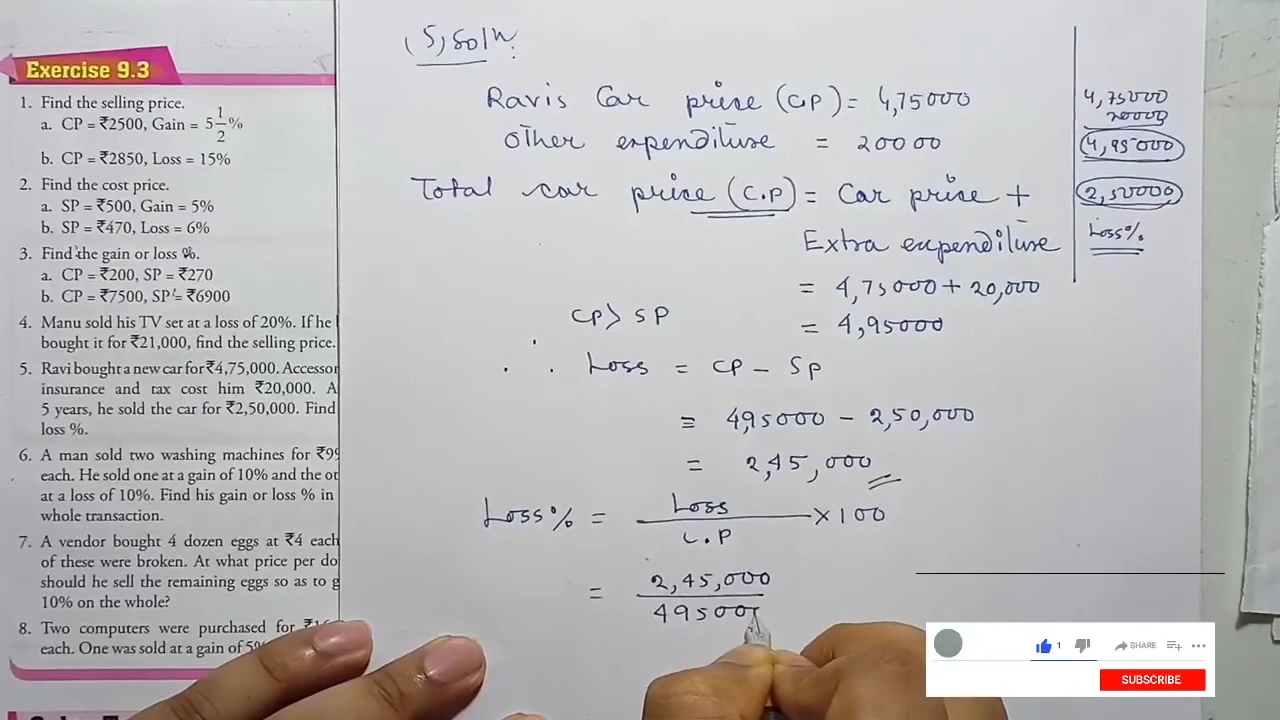 Exercise 9.3
1. Find the selling price.
a. CP = ₹2500, Gain = 5 1/2 %
b. CP = ₹2850, Loss = 15%
2. Find the cost price.
a. SP = ₹500, Gain = 5%
b. SP = ₹470, Loss = 6%
3. Find the gain or loss %.
a. CP = ₹200, SP = ₹270
b. CP = ₹7500, SP = ₹6900
4. Manu sold his TV set at a loss of 20%. If he
bought it for ₹21,000, find the selling price.
5. Ravi bought a new car for ₹4,75,000. Accessor
insurance and tax cost him ₹20,000. A
5 years, he sold the car for ₹2,50,000. Find
loss %.
6. A man sold two washing machines for ₹99
each. He sold one at a gain of 10% and the ot
at a loss of 10%. Find his gain or loss % in
whole transaction.
7. A vendor bought 4 dozen eggs at ₹4 each
of these were broken. At what price per do
should he sell the remaining eggs so as to g
10% on the whole?
8. Two computers were purchased for
each. One was sold at a gain of 5%
(5, soln.
Ravis Car prise (C.P) = 4,75000
other expenditure = 20000
Total car prise (C.P) = Car prise +
Extra expenditure
= 4,75000 + 20,000
= 4,95000
CP > SP
∴ Loss = CP - SP
= 4,95000 - 2,50,000
= 2,45,000
Loss % = Loss / C.P × 100
= 2,45,000 / 495000
4,75000
20000
4,95000
2,50000
Loss%
1
SHARE
SUBSCRIBE